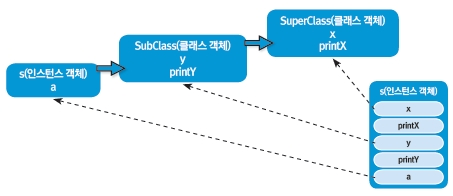 SuperClass(클래스 객체)
x
printX
SubClass(클래스 객체)
y
printY
s(인스턴스 객체)
a
s(인스턴스 객체)
x
printX
y
printY
a